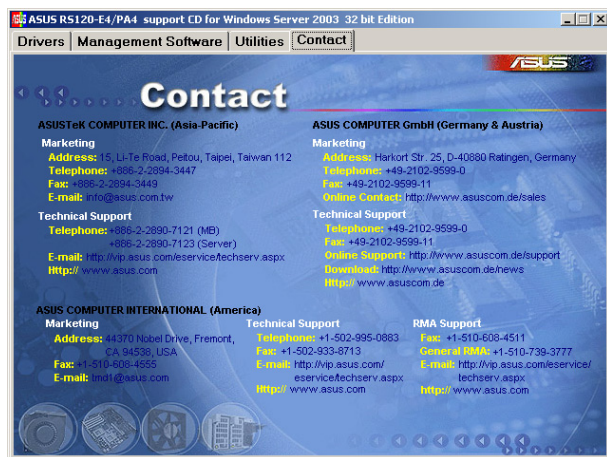 ASUS RS120-E4/PA4 support CD for Windows Server 2003 32 bit Edition
Drivers Management Software Utilities Contact
ASUS
Contact
ASUSTeK COMPUTER INC. (Asia-Pacific)
Marketing
Address: 15, Li-Te Road, Peitou, Taipei, Taiwan 112
Telephone: +886-2-2894-3447
Fax: +886-2-2894-3449
E-mail: info@asus.com.tw
Technical Support
Telephone: +886-2-2890-7121 (MB)
+886-2-2890-7123 (Server)
E-mail: http://vip.asus.com/eservice/techserv.aspx
Http:// www.asus.com
ASUS COMPUTER GmbH (Germany & Austria)
Marketing
Address: Harkort Str. 25, D-40880 Ratingen, Germany
Telephone: +49-2102-9599-0
Fax: +49-2102-9599-11
Online Contact: http://www.asuscom.de/sales
Technical Support
Telephone: +49-2102-9599-0
Fax: +49-2102-9599-11
Online Support: http://www.asuscom.de/support
Download: http://www.asuscom.de/news
Http:// www.asuscom.de
ASUS COMPUTER INTERNATIONAL (America)
Marketing
Address: 44370 Nobel Drive, Fremont,
CA 94538, USA
Fax: +1-510-608-4555
E-mail: tmd1@asus.com
Technical Support
Telephone: +1-502-995-0883
Fax: +1-502-933-8713
E-mail: http://vip.asus.com/
eservice/techserv.aspx
Http:// www.asus.com
RMA Support
Fax: +1-510-608-4511
General RMA: +1-510-739-3777
E-mail: http://vip.asus.com/eservice/
techserv.aspx
http:// www.asus.com